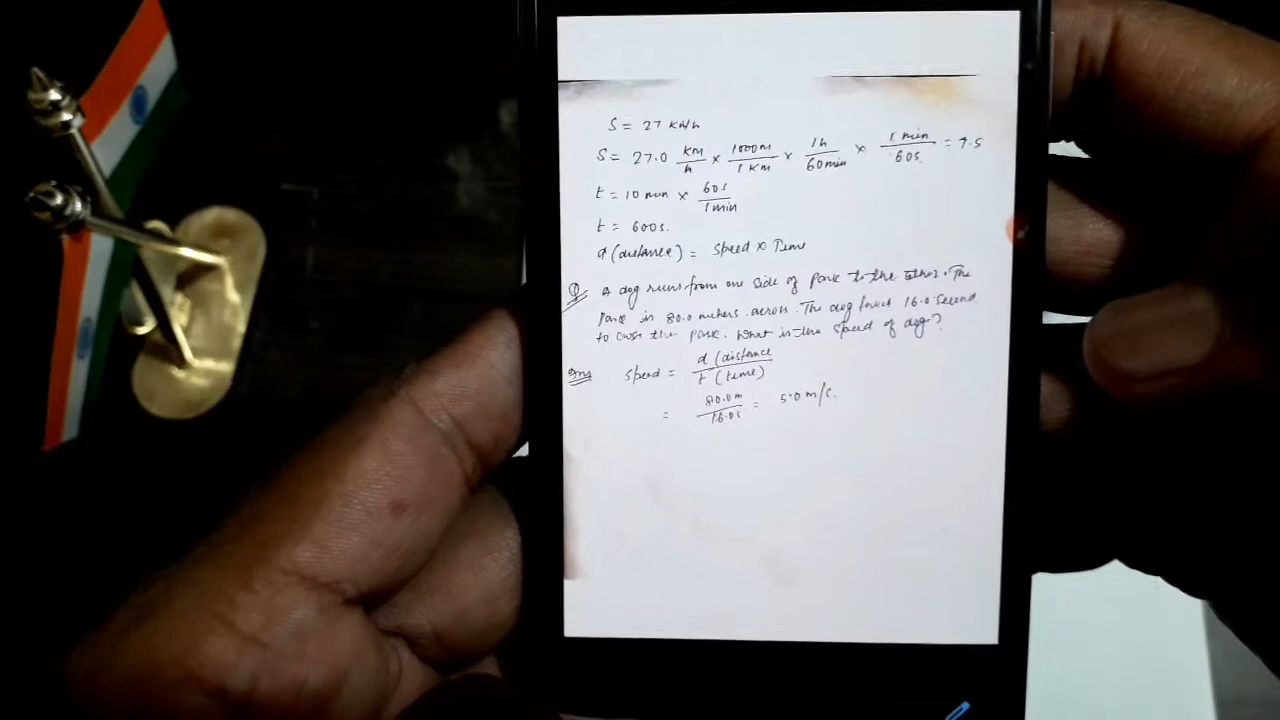 S = 27 km/h
S = 27.0 km/h × 1000m/1 Km × 1h/60min × 1 min/60s = 7.5
t = 10 min × 60s/1min
t = 600s.
d (distance) = Speed × Time
Q A dog runs from one side of park to the other. The
park is 80.0 meters across. The dog 16.0 second
to cross the park. What is the speed of dog?
Ans Speed = d (distance / t (time)
= 80.0m/16.0s = 5.0 m/s.